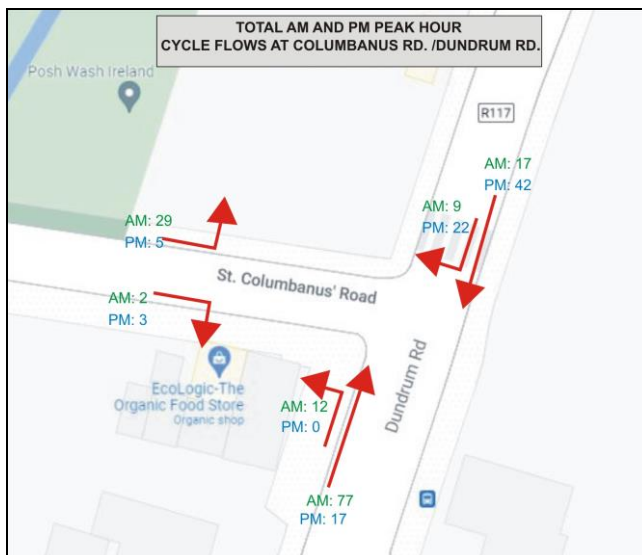 TOTAL AM AND PM PEAK HOUR
CYCLE FLOWS AT COLUMBANUS RD. /DUNDRUM RD.
Posh Wash Ireland
R117
AM: 17
PM: 42
AM: 9
PM: 22
AM: 29
PM: 5
St. Columbanus' Road
AM: 2
PM: 3
Dundrum Rd
EcoLogic-The
Organic Food Store
Organic shop
AM: 12
PM: 0
AM: 77
PM: 17